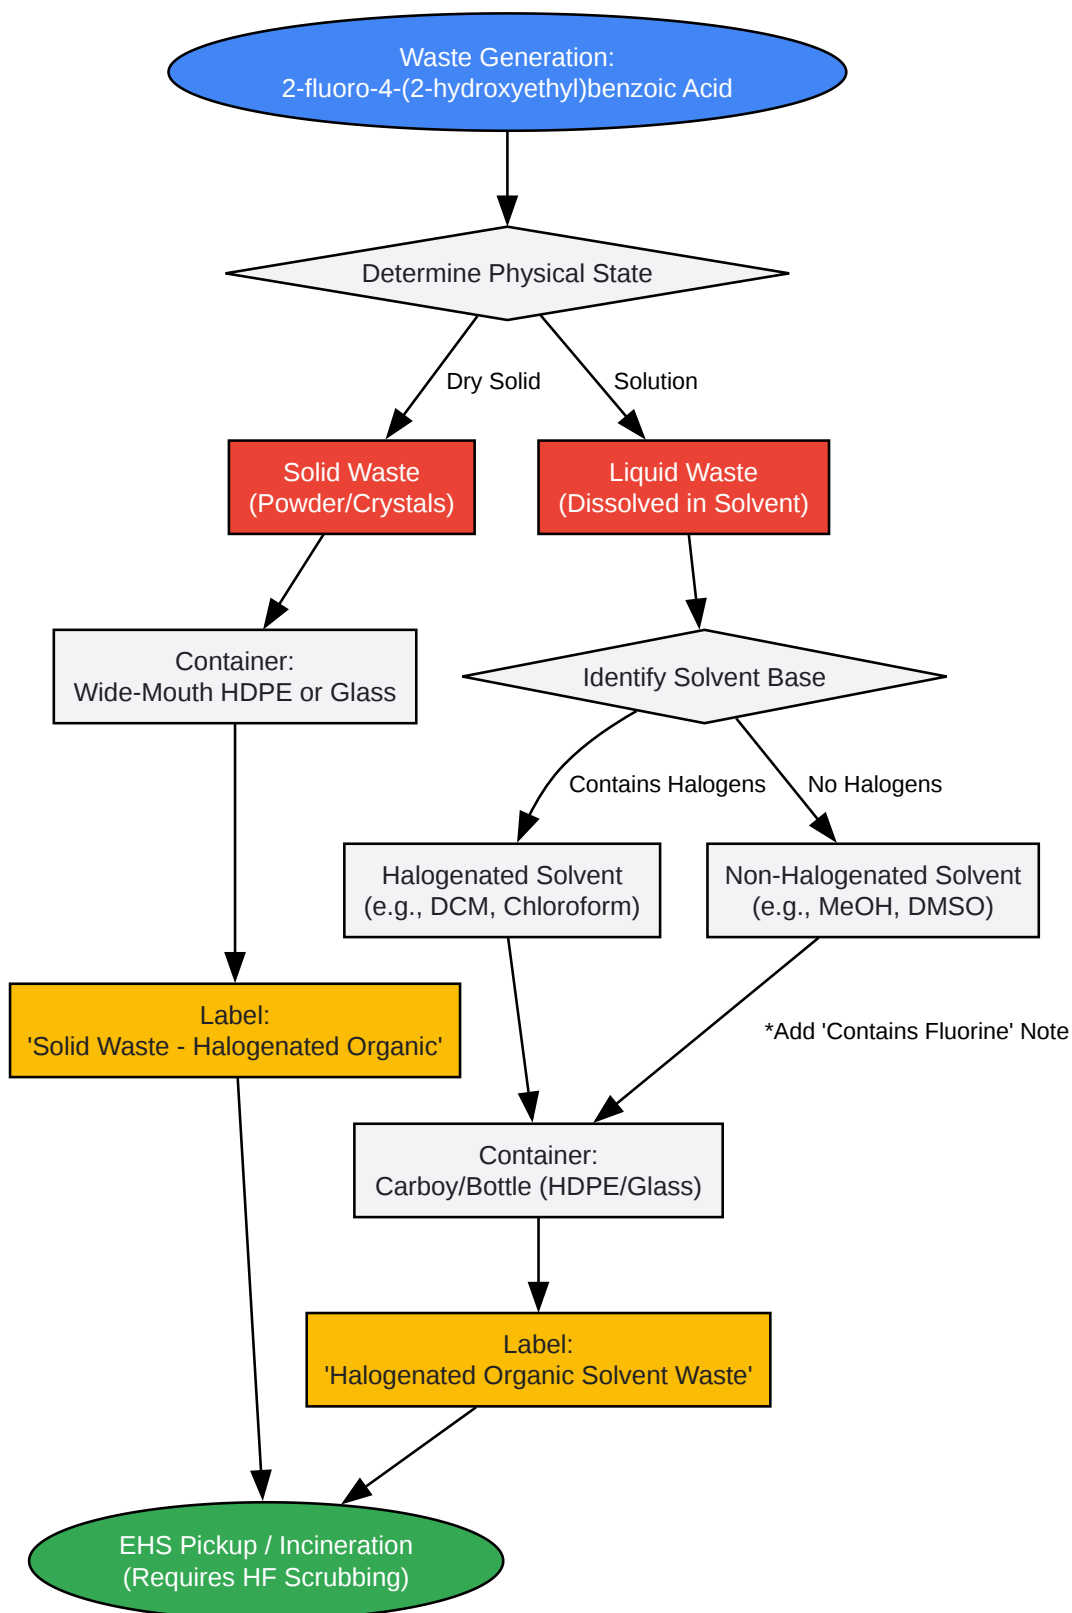 Waste Generation:
2-fluoro-4-(2-hydroxyethyl)benzoic Acid
Determine Physical State
Dry Solid
Solution
Solid Waste
(Powder/Crystals)
Liquid Waste
(Dissolved in Solvent)
Container:
Wide-Mouth HDPE or Glass
Identify Solvent Base
Contains Halogens
No Halogens
Halogenated Solvent
(e.g., DCM, Chloroform)
Non-Halogenated Solvent
(e.g., MeOH, DMSO)
Label:
'Solid Waste - Halogenated Organic'
*Add 'Contains Fluorine' Note
Container:
Carboy/Bottle (HDPE/Glass)
Label:
'Halogenated Organic Solvent Waste'
EHS Pickup / Incineration
(Requires HF Scrubbing)